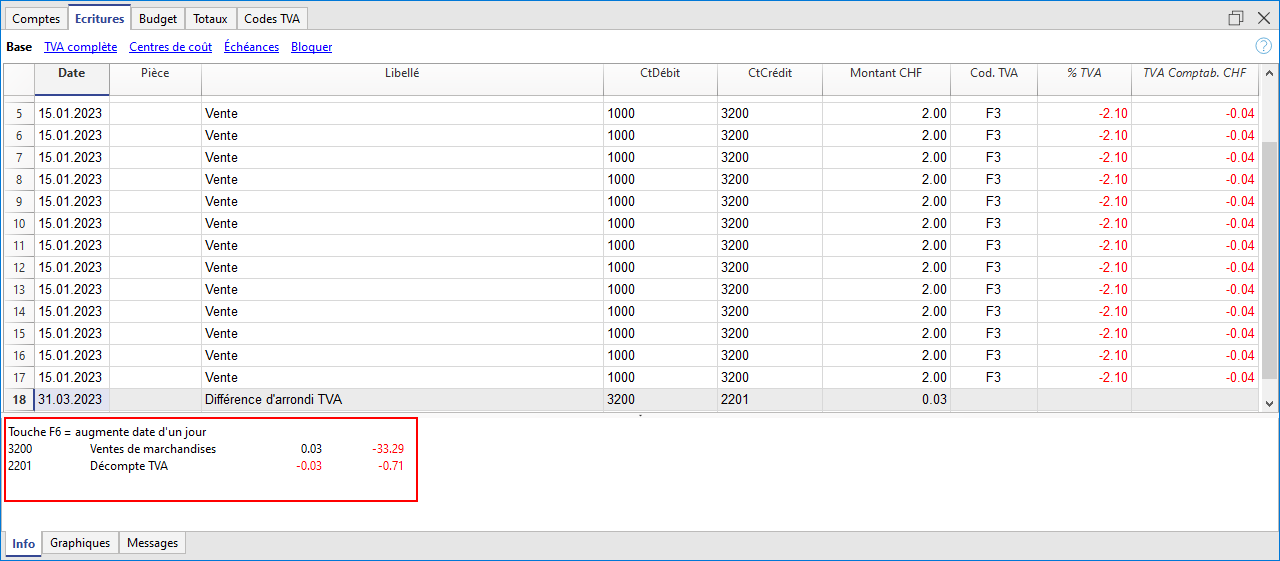 Comptes Ecritures Budget Totaux Codes TVA
Base TVA complète Centres de coût Échéances Bloquer ?
Date Pièce Libellé CtDébit CtCrédit Montant CHF Cod. TVA % TVA TVA Comptab. CHF
5 15.01.2023 Vente 1000 3200 2.00 F3 -2.10 -0.04
6 15.01.2023 Vente 1000 3200 2.00 F3 -2.10 -0.04
7 15.01.2023 Vente 1000 3200 2.00 F3 -2.10 -0.04
8 15.01.2023 Vente 1000 3200 2.00 F3 -2.10 -0.04
9 15.01.2023 Vente 1000 3200 2.00 F3 -2.10 -0.04
10 15.01.2023 Vente 1000 3200 2.00 F3 -2.10 -0.04
11 15.01.2023 Vente 1000 3200 2.00 F3 -2.10 -0.04
12 15.01.2023 Vente 1000 3200 2.00 F3 -2.10 -0.04
13 15.01.2023 Vente 1000 3200 2.00 F3 -2.10 -0.04
14 15.01.2023 Vente 1000 3200 2.00 F3 -2.10 -0.04
15 15.01.2023 Vente 1000 3200 2.00 F3 -2.10 -0.04
16 15.01.2023 Vente 1000 3200 2.00 F3 -2.10 -0.04
17 15.01.2023 Vente 1000 3200 2.00 F3 -2.10 -0.04
18 31.03.2023 Différence d'arrondi TVA 3200 2201 0.03
Touche F6 = augmente date d'un jour
3200 Ventes de marchandises 0.03 -33.29
2201 Décompte TVA -0.03 -0.71
Info Graphiques Messages